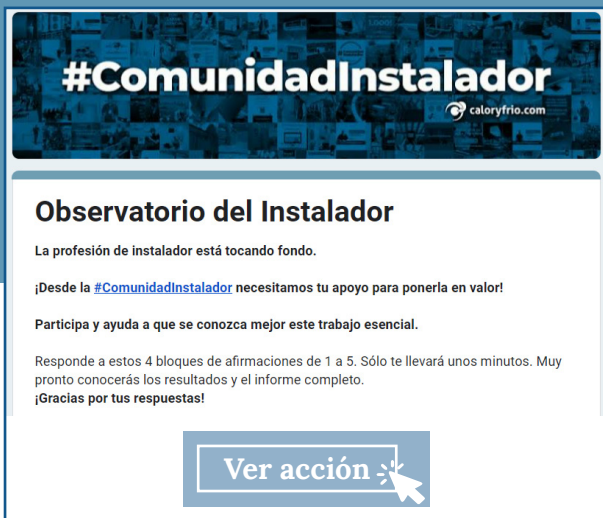 #ComunidadInstalador
caloryfrio.com
Observatorio del Instalador
La profesión de instalador está tocando fondo.
¡Desde la #ComunidadInstalador necesitamos tu apoyo para ponerla en valor!
Participa y ayuda a que se conozca mejor este trabajo esencial.
Responde a estos 4 bloques de afirmaciones de 1 a 5. Sólo te llevará unos minutos. Muy
pronto conocerás los resultados y el informe completo.
¡Gracias por tus respuestas!
Ver acción